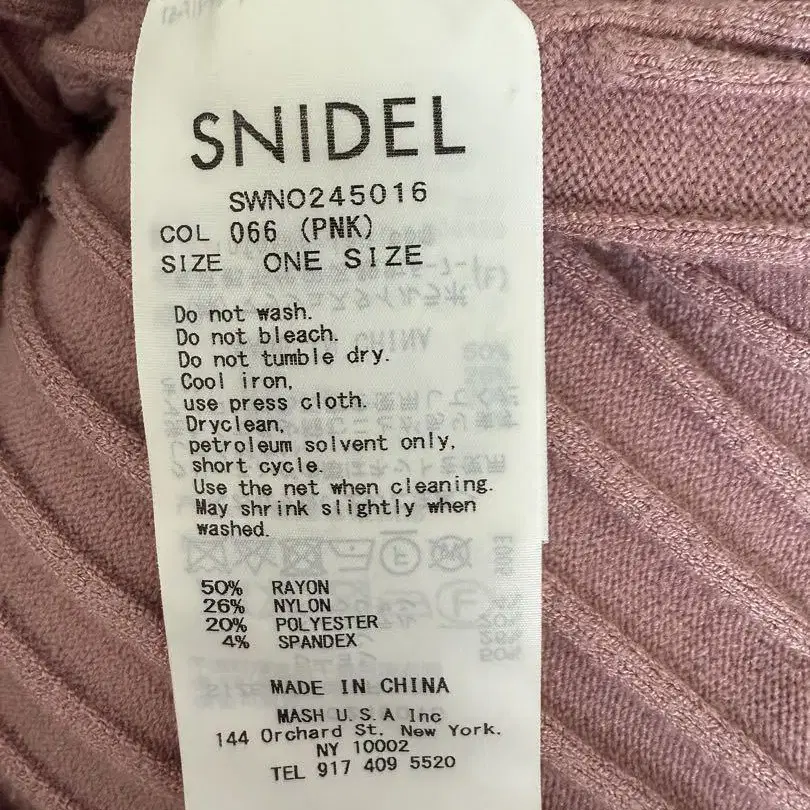 SNIDEL
SWNO245016
COL 066 (PNK)
SIZE ONE SIZE
Do not wash.
Do not bleach.
Do not tumble dry.
Cool iron,
use press cloth.
Dryclean,
petroleum solvent only,
short cycle.
Use the net when cleaning.
May shrink slightly when
washed.
50% RAYON
26% NYLON
20% POLYESTER
4% SPANDEX
MADE IN CHINA
MASH U.S.A Inc
144 Orchard St. New York.
NY 10002
TEL 917 409 5520